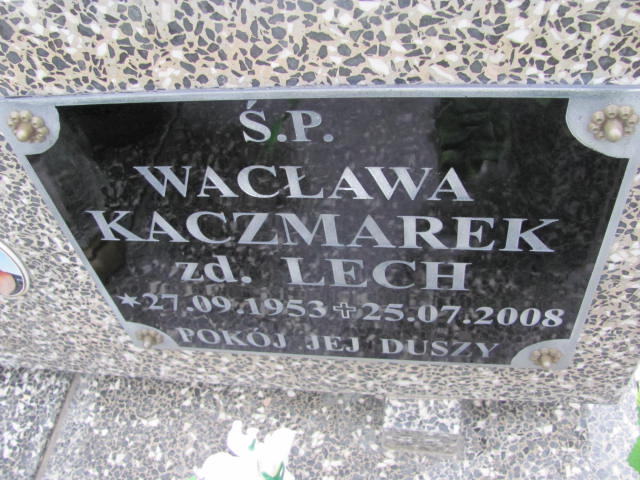 Ś.P.
WACŁAWA
KACZMAREK
zd. LECH
*27.09.1953 ✝ 25.07.2008
POKÓJ JEJ DUSZY